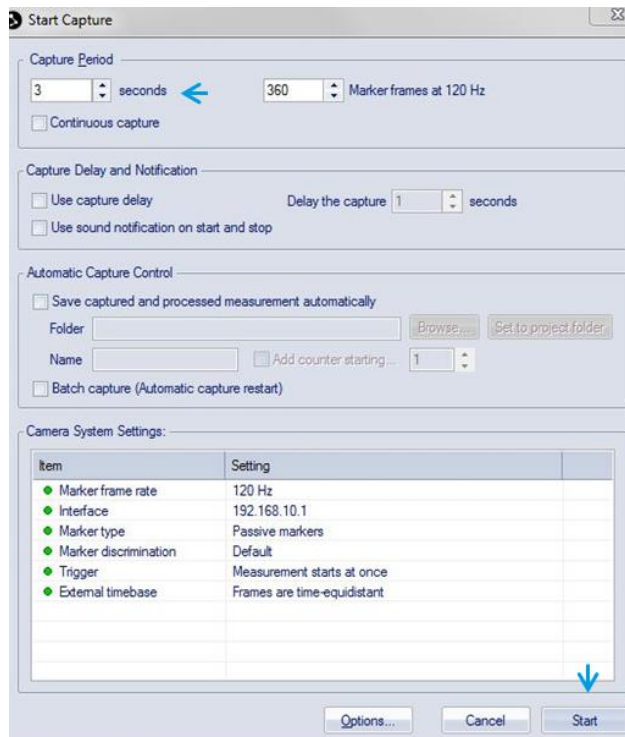 Start Capture
Capture Period
3 seconds 360 Marker frames at 120 Hz
Continuous capture
Capture Delay and Notification
Use capture delay Delay the capture 1 seconds
Use sound notification on start and stop
Automatic Capture Control
Save captured and processed measurement automatically
Folder Browse... Set to project folder
Name Add counter starting... 1
Batch capture (Automatic capture restart)
Camera System Settings:
Item Setting
Marker frame rate 120 Hz
Interface 192.168.10.1
Marker type Passive markers
Marker discrimination Default
Trigger Measurement starts at once
External timebase Frames are time-equidistant
Options... Cancel Start